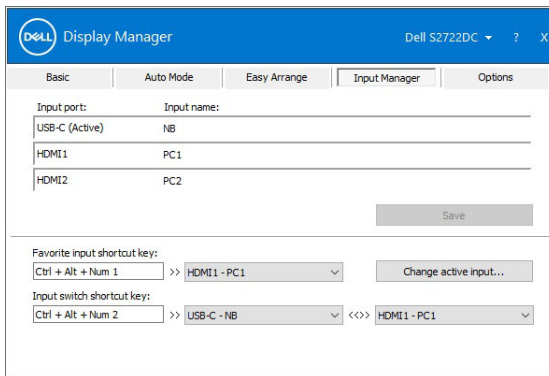 DELL Display Manager Dell S2722DC ? X
Basic Auto Mode Easy Arrange Input Manager Options
Input port: Input name:
USB-C (Active) NB
HDMI1 PC1
HDMI2 PC2
Save
Favorite input shortcut key:
Ctrl + Alt + Num 1 >> HDMI1 - PC1 Change active input...
Input switch shortcut key:
Ctrl + Alt + Num 2 >> USB-C - NB <<>> HDMI1 - PC1